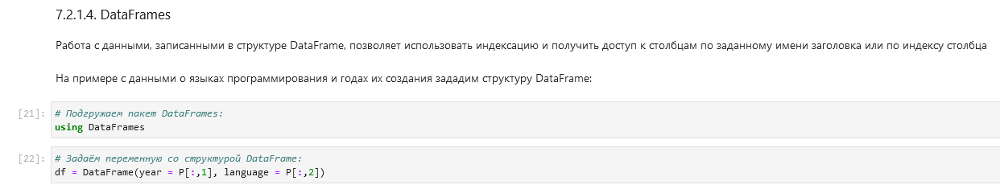 7.2.1.4. DataFrames
Работа с данными, записанными в структуре DataFrame, позволяет использовать индексацию и получить доступ к столбцам по заданному имени заголовка или по индексу столбца
На примере с данными о языках программирования и годах их создания зададим структуру DataFrame:
[21]: # Подгружаем пакет DataFrames:
using DataFrames
[22]: # Задаём переменную со структурой DataFrame:
df = DataFrame(year = P[:,1], language = P[:,2])